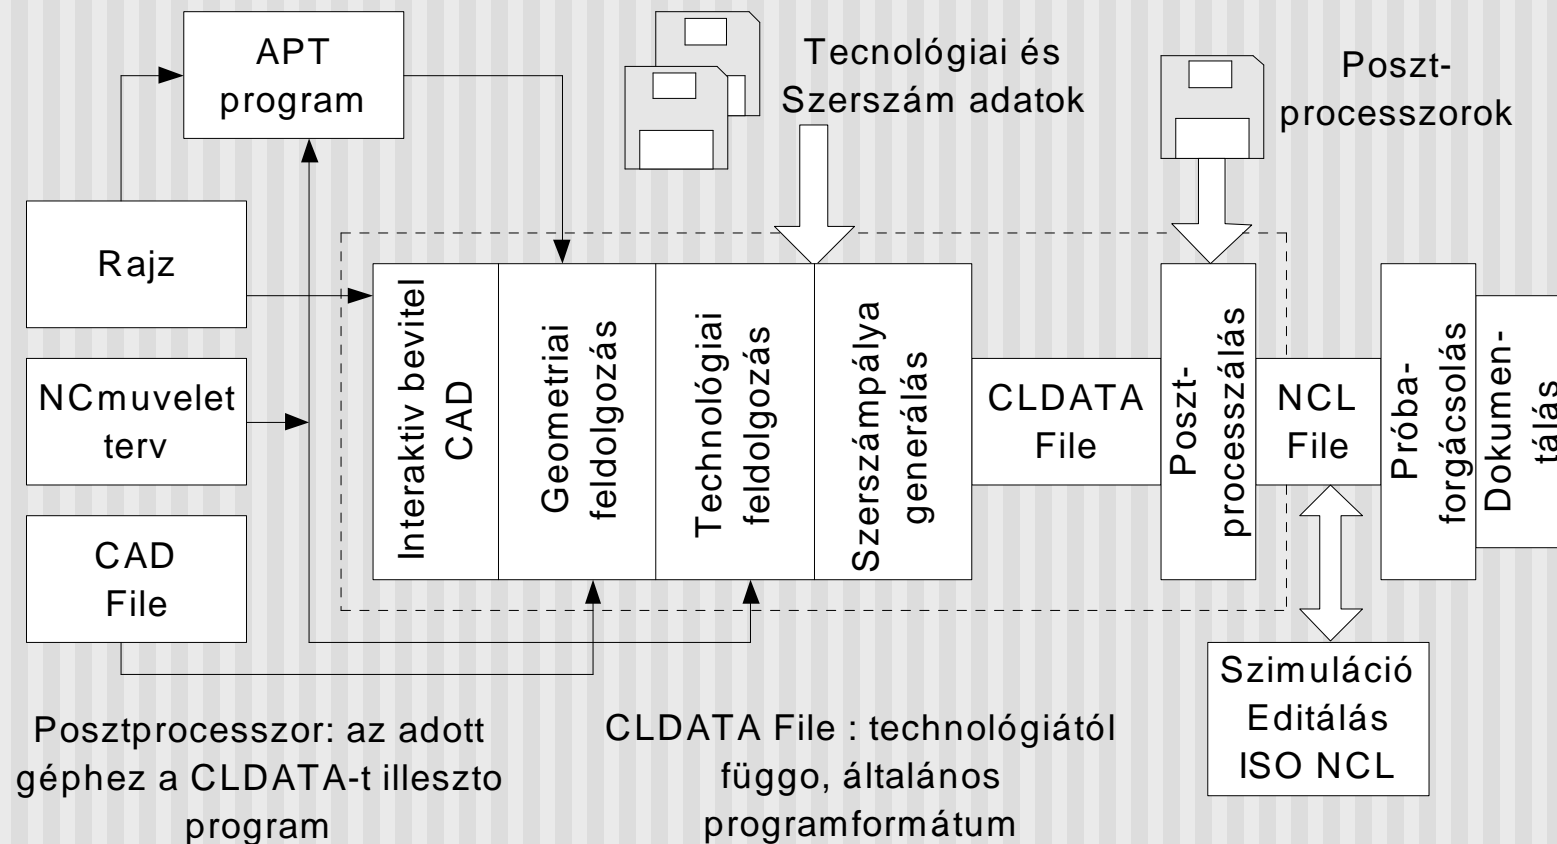 APT
program
Tecnológiai és
Szerszám adatok
Poszt-
processzorok
Rajz
NCmuvelet
terv
CAD
File
Interaktiv bevitel
CAD
Geometriai
feldolgozás
Technológiai
feldolgozás
Szerszámpálya
generálás
CLDATA
File
Poszt-
processzálás
NCL
File
Próba-
forgácsolás
Dokumen-
tálás
Szimuláció
Editálás
ISO NCL
Posztprocesszor: az adott
géphez a CLDATA-t illeszto
program
CLDATA File : technológiától
függo, általános
programformátum